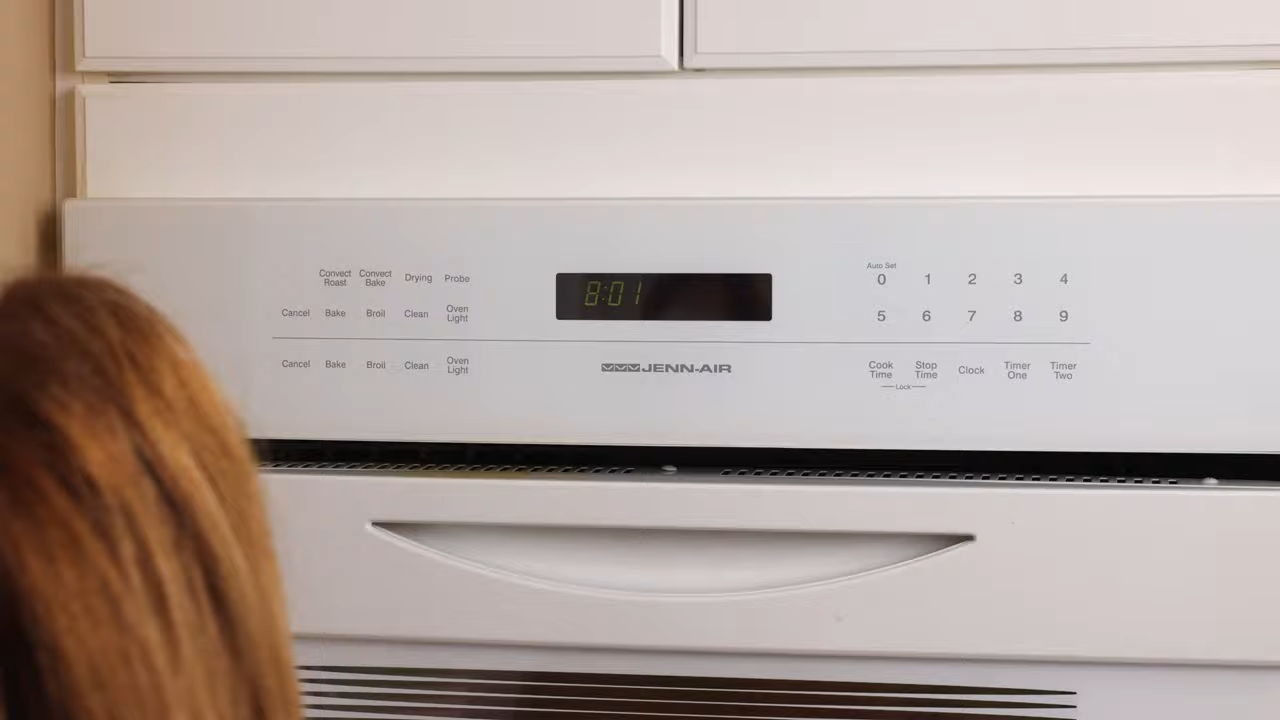 Convect Roast Convect Bake Drying Probe
Cancel Bake Broil Clean Oven Light
Cancel Bake Broil Clean Oven Light
8:01
JENN-AIR
Auto Set
0 1 2 3 4
5 6 7 8 9
Cook Time Stop Time Clock Timer One Timer Two
Lock